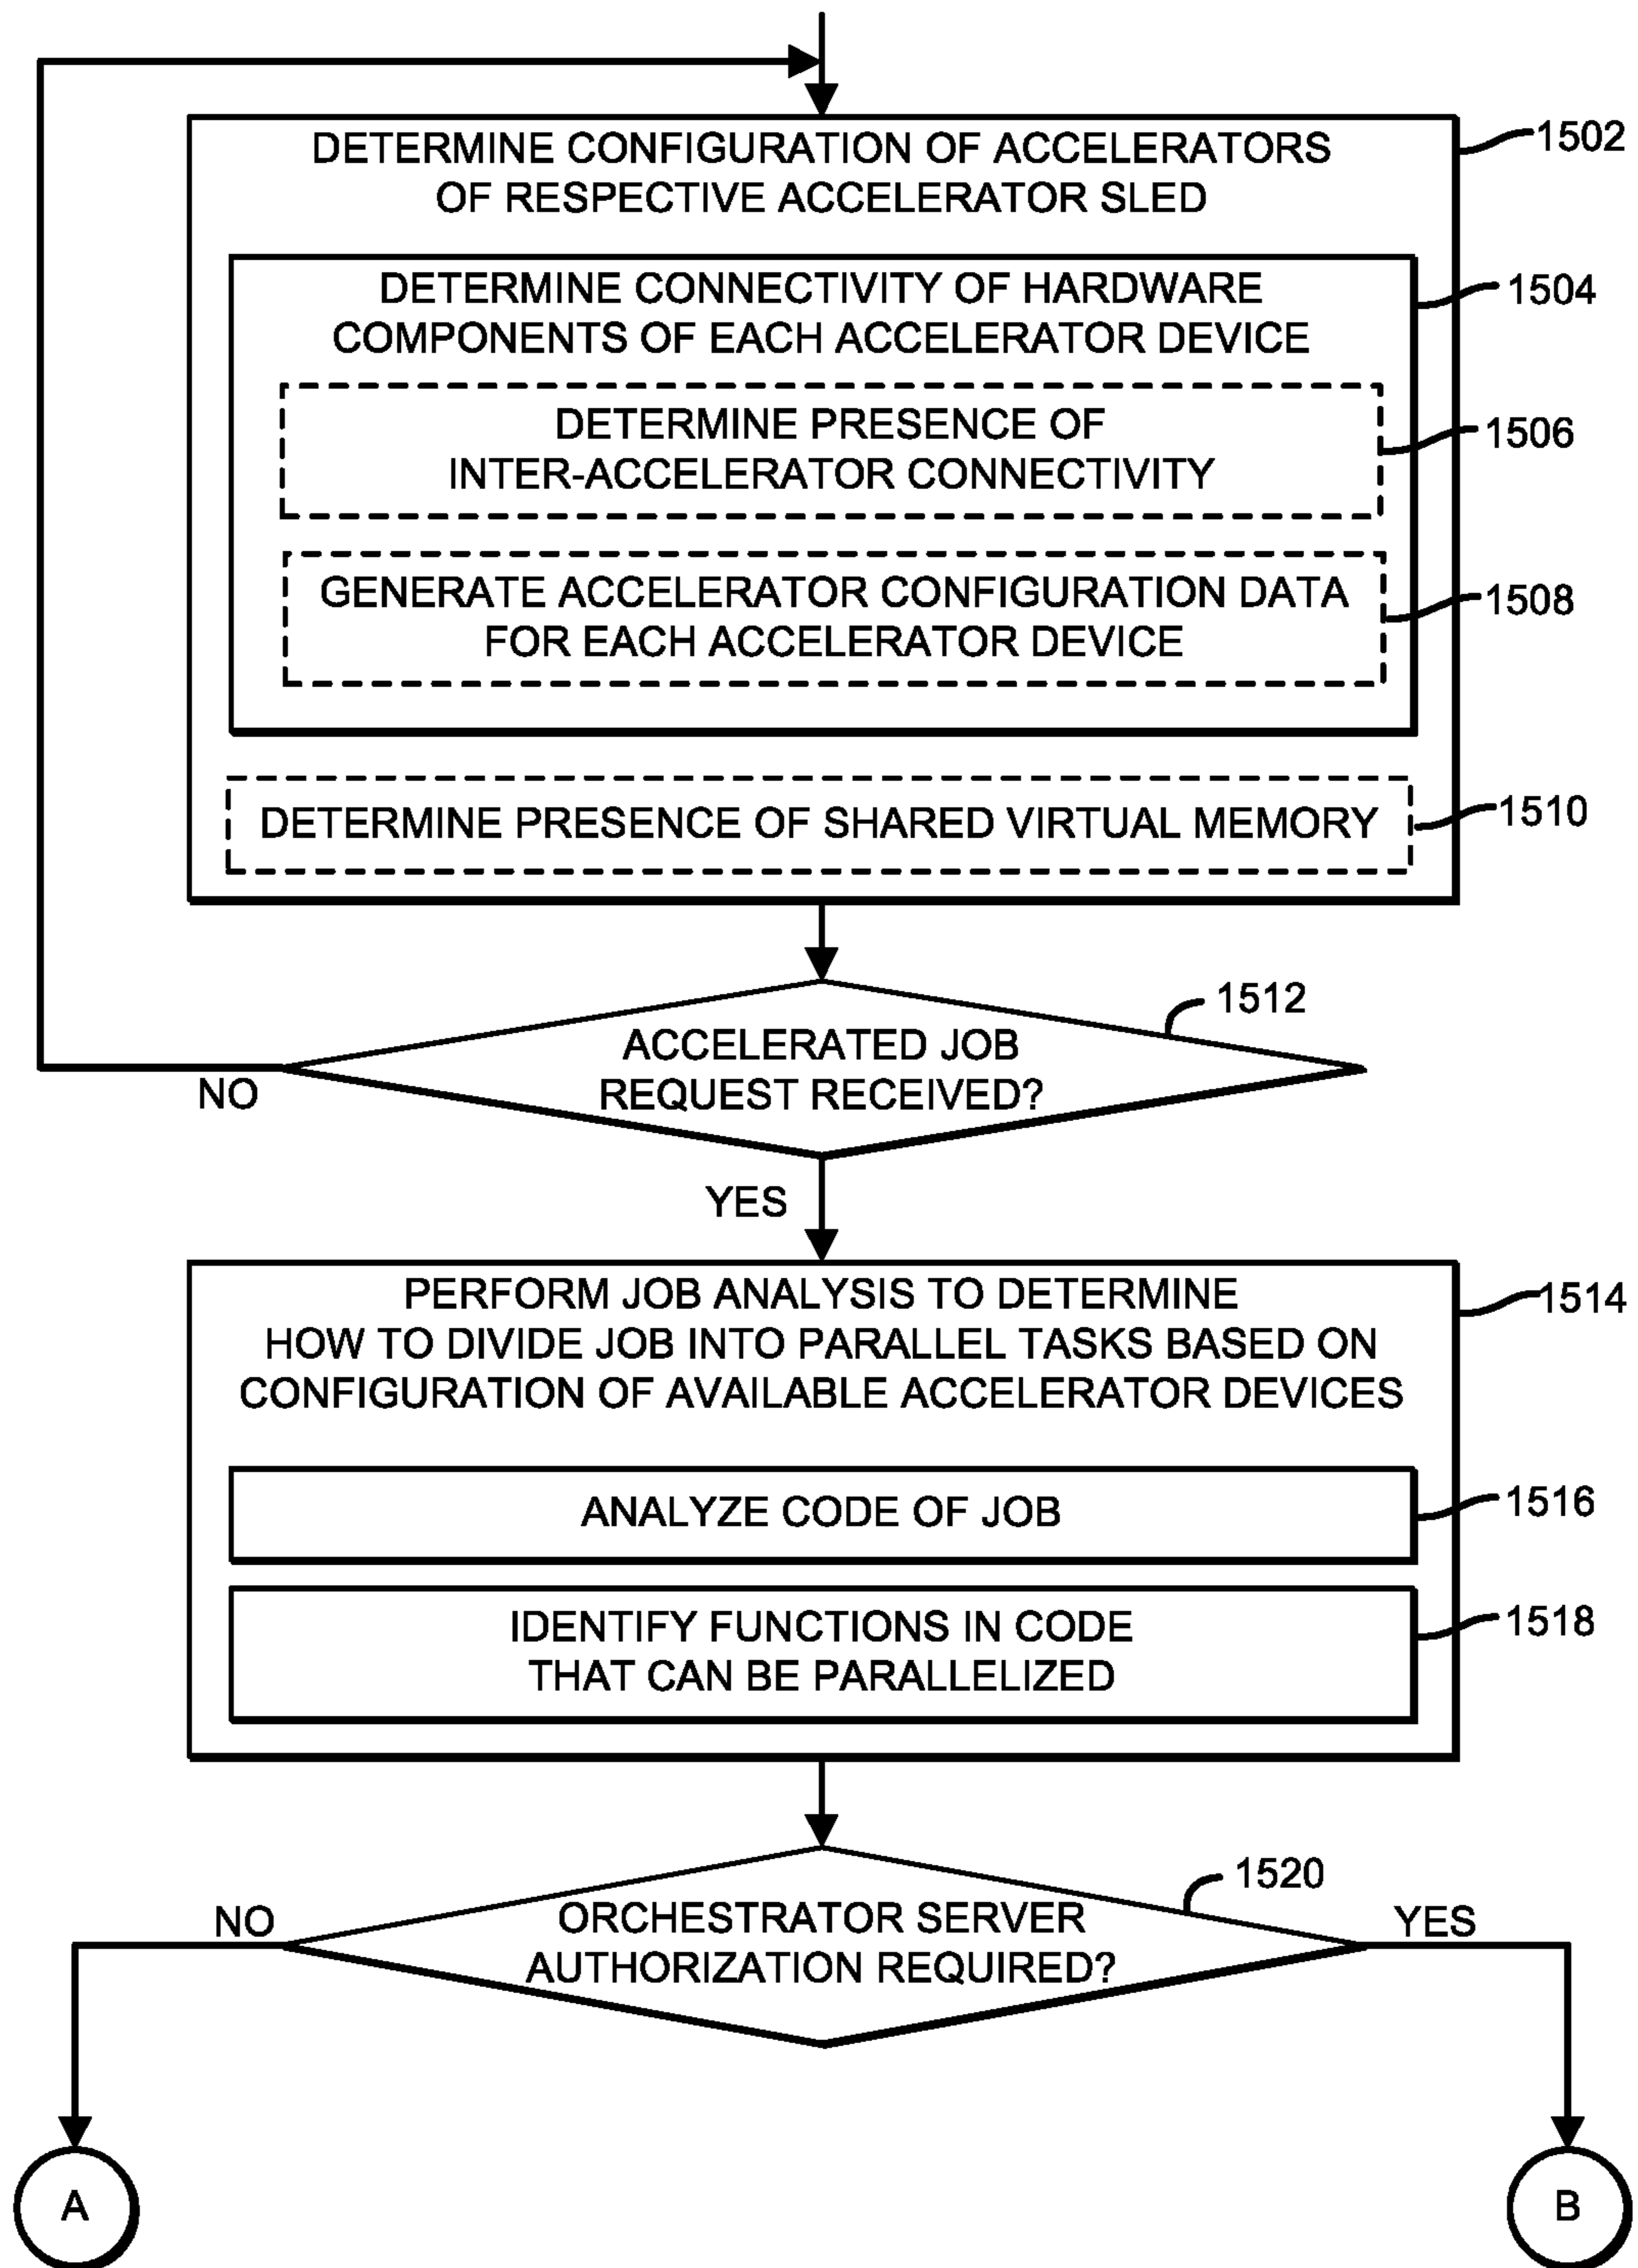 DETERMINE CONFIGURATION OF ACCELERATORS
OF RESPECTIVE ACCELERATOR SLED
1502
DETERMINE CONNECTIVITY OF HARDWARE
COMPONENTS OF EACH ACCELERATOR DEVICE
1504
DETERMINE PRESENCE OF
INTER-ACCELERATOR CONNECTIVITY
1506
GENERATE ACCELERATOR CONFIGURATION DATA
FOR EACH ACCELERATOR DEVICE
1508
DETERMINE PRESENCE OF SHARED VIRTUAL MEMORY
1510
1512
ACCELERATED JOB
REQUEST RECEIVED?
NO
YES
PERFORM JOB ANALYSIS TO DETERMINE
HOW TO DIVIDE JOB INTO PARALLEL TASKS BASED ON
CONFIGURATION OF AVAILABLE ACCELERATOR DEVICES
1514
ANALYZE CODE OF JOB
1516
IDENTIFY FUNCTIONS IN CODE
THAT CAN BE PARALLELIZED
1518
1520
NO
ORCHESTRATOR SERVER
AUTHORIZATION REQUIRED?
YES
A
B